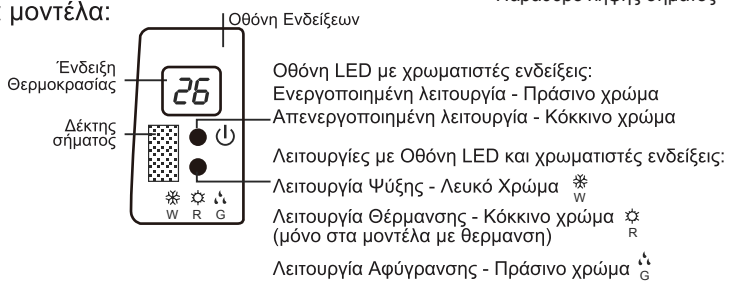 μοντέλα:
Οθόνη Ενδείξεων
Ένδειξη
Θερμοκρασίας
26
Δέκτης
σήματος
W R G
Οθόνη LED με χρωματιστές ενδείξεις:
Ενεργοποιημένη λειτουργία - Πράσινο χρώμα
Απενεργοποιημένη λειτουργία - Κόκκινο χρώμα
Λειτουργίες με Οθόνη LED και χρωματιστές ενδείξεις:
Λειτουργία Ψύξης - Λευκό Χρώμα
W
Λειτουργία Θέρμανσης - Κόκκινο χρώμα
R
(μόνο στα μοντέλα με θερμανση)
Λειτουργία Αφύγρανσης - Πράσινο χρώμα
G